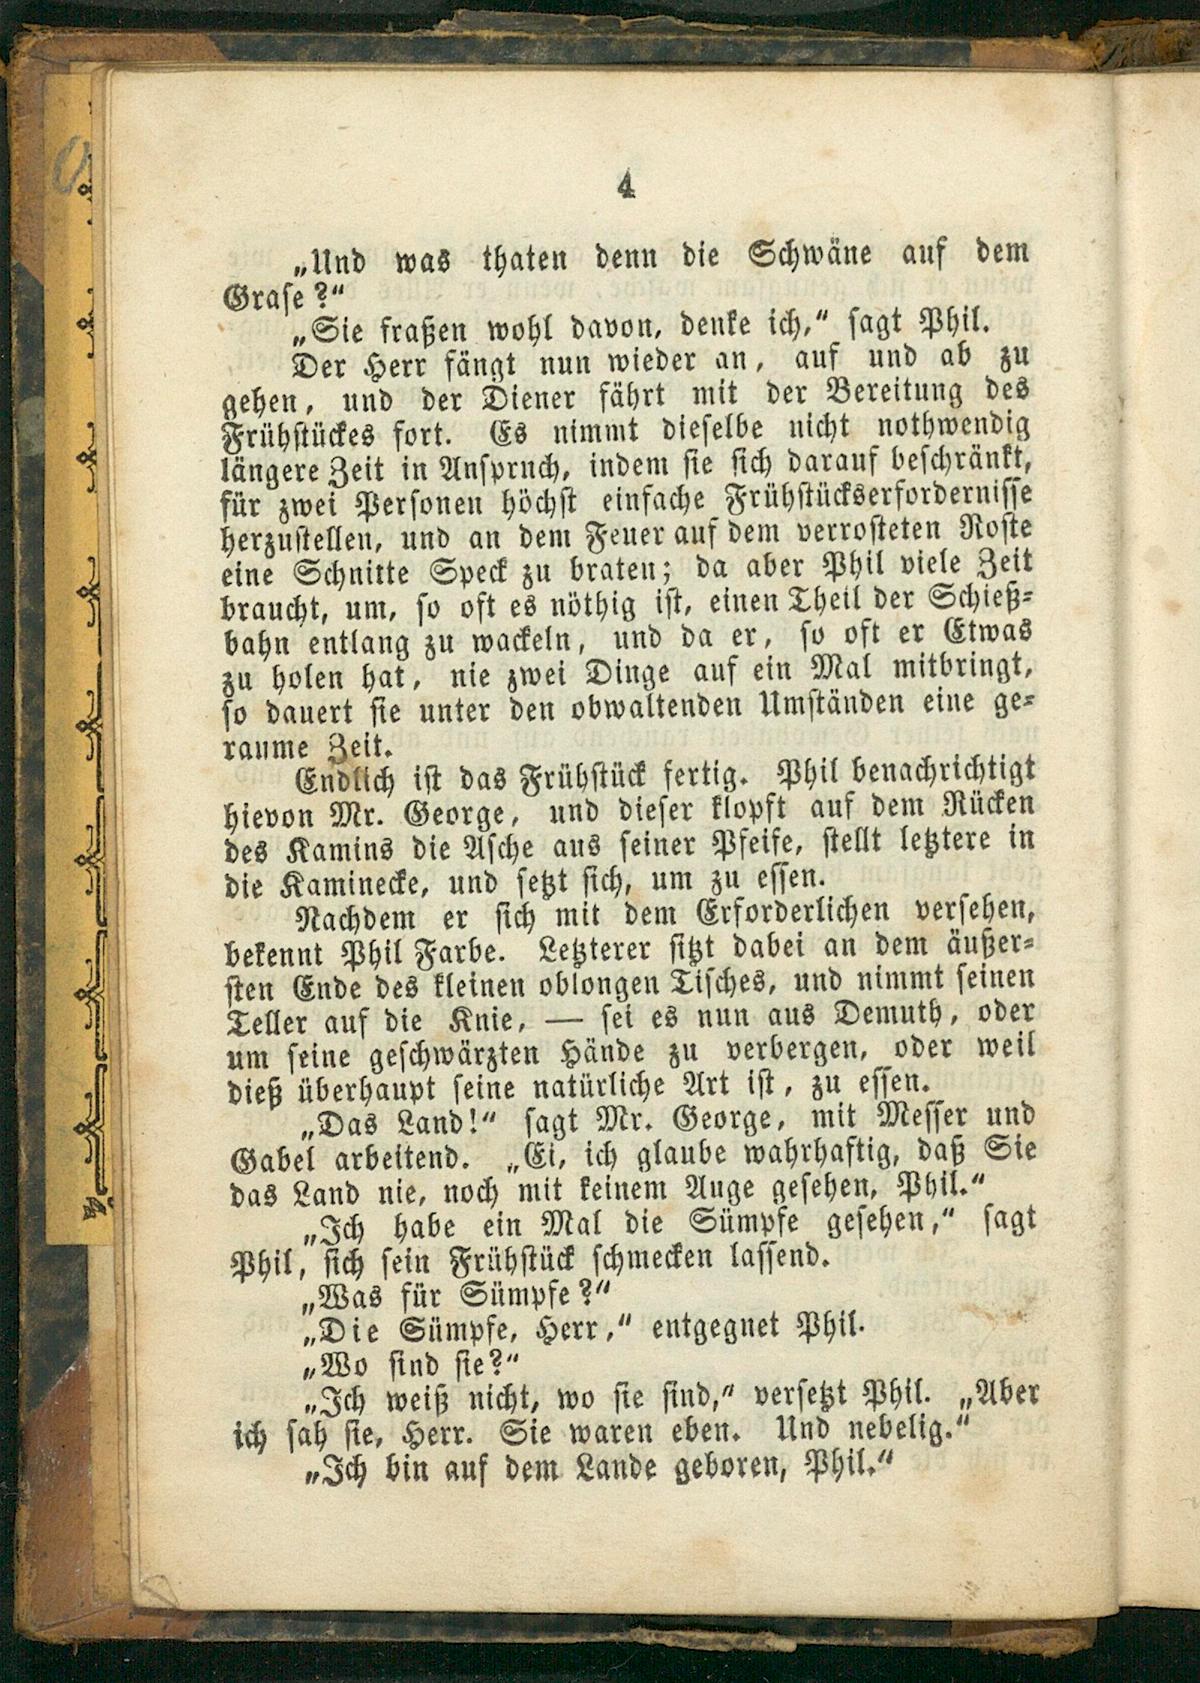 4
„Und was thaten denn die Schwäne auf dem
Grase?“
„Sie fraßen wohl davon, denke ich,“ sagt Phil.
Der Herr fängt nun wieder an, auf und ab zu
gehen, und der Diener fährt mit der Bereitung des
Frühstückes fort. Es nimmt dieselbe nicht nothwendig
längere Zeit in Anspruch, indem sie sich darauf beschränkt,
für zwei Personen höchst einfache Frühstückserfordernisse
herzustellen, und an dem Feuer auf dem verrosteten Roste
eine Schnitte Speck zu braten; da aber Phil viele Zeit
braucht, um, so oft es nöthig ist, einen Theil der Schieß-
bahn entlang zu wackeln, und da er, so oft er Etwas
zu holen hat, nie zwei Dinge auf ein Mal mitbringt,
so dauert sie unter den obwaltenden Umständen eine ge-
raume Zeit.
Endlich ist das Frühstück fertig. Phil benachrichtigt
hievon Mr. George, und dieser klopft auf dem Rücken
des Kamins die Asche aus seiner Pfeife, stellt letztere in
die Kaminecke, und setzt sich, um zu essen.
Nachdem er sich mit dem Erforderlichen versehen,
bekennt Phil Farbe. Letzterer sitzt dabei an dem äußer-
sten Ende des kleinen oblongen Tisches, und nimmt seinen
Teller auf die Knie, — sei es nun aus Demuth, oder
um seine geschwärzten Hände zu verbergen, oder weil
dieß überhaupt seine natürliche Art ist, zu essen.
„Das Land!“ sagt Mr. George, mit Messer und
Gabel arbeitend. „Ei, ich glaube wahrhaftig, daß Sie
das Land nie, noch mit keinem Auge gesehen, Phil.“
„Ich habe ein Mal die Sümpfe gesehen,“ sagt
Phil, sich sein Frühstück schmecken lassend.
„Was für Sümpfe?“
„Die Sümpfe, Herr,“ entgegnet Phil.
„Wo sind sie?“
„Ich weiß nicht, wo sie sind,“ versetzt Phil. „Aber
ich sah sie, Herr. Sie waren eben. Und nebelig.“
„Ich bin auf dem Lande geboren, Phil.“